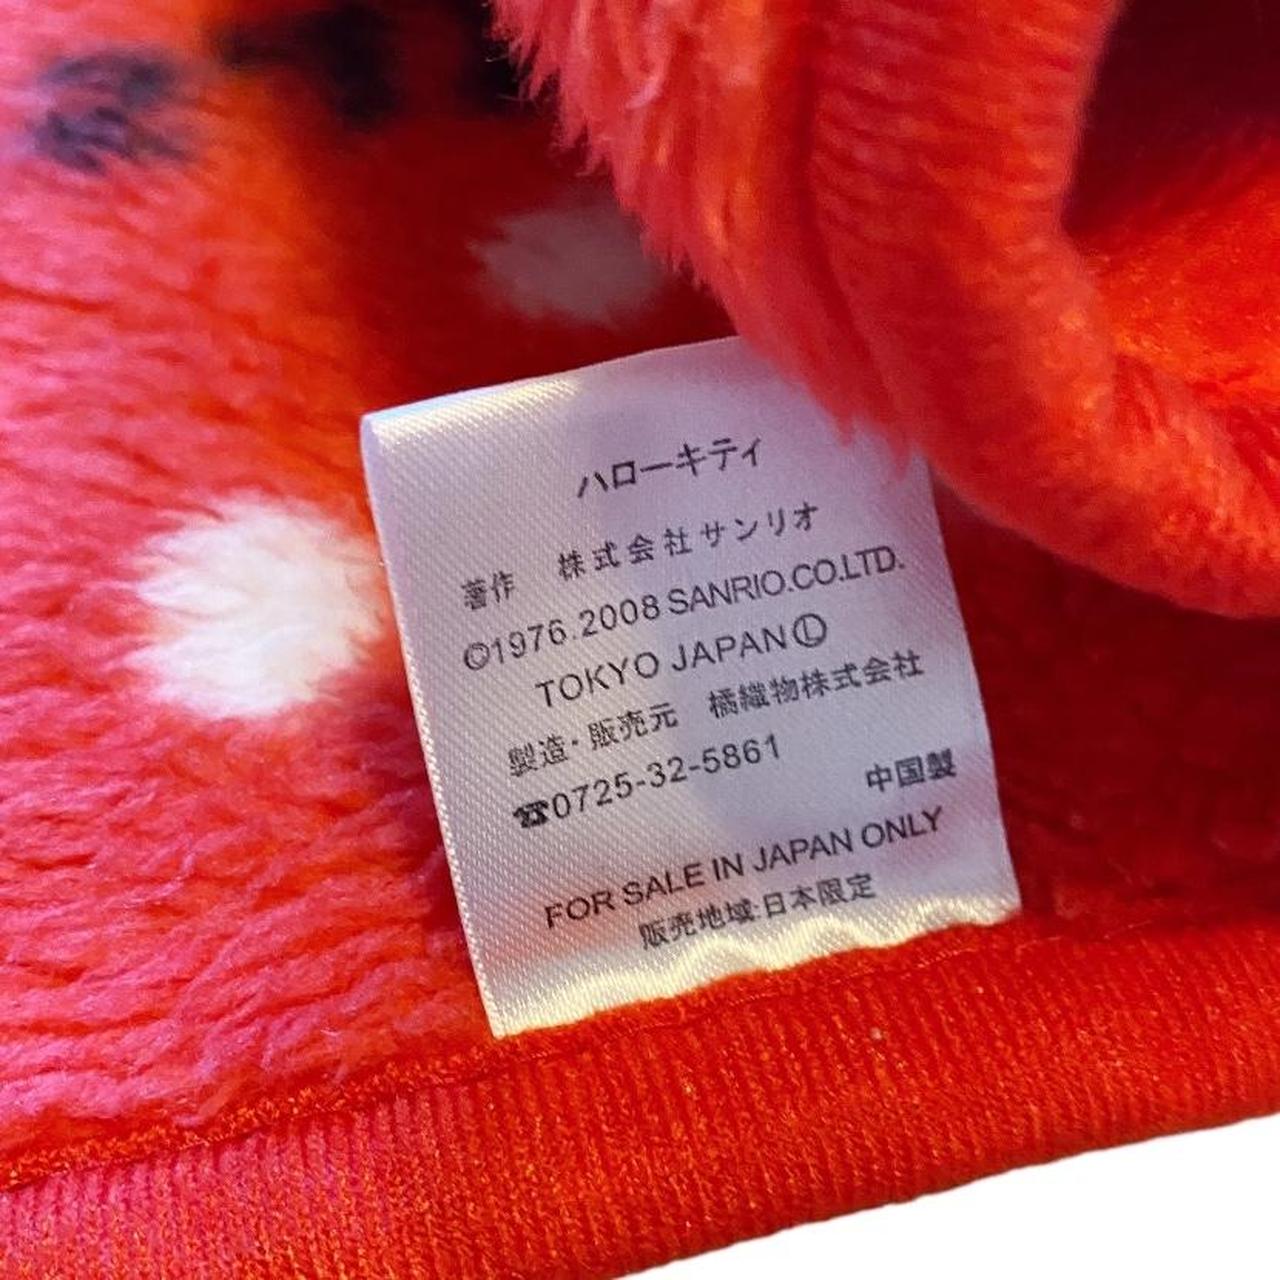 ハローキティ
著作 株式会社サンリオ
©1976.2008 SANRIO.CO.LTD.
TOKYO JAPAN Ⓛ
製造・販売元 橘織物株式会社
☎0725-32-5861
中国製
FOR SALE IN JAPAN ONLY
販売地域:日本限定